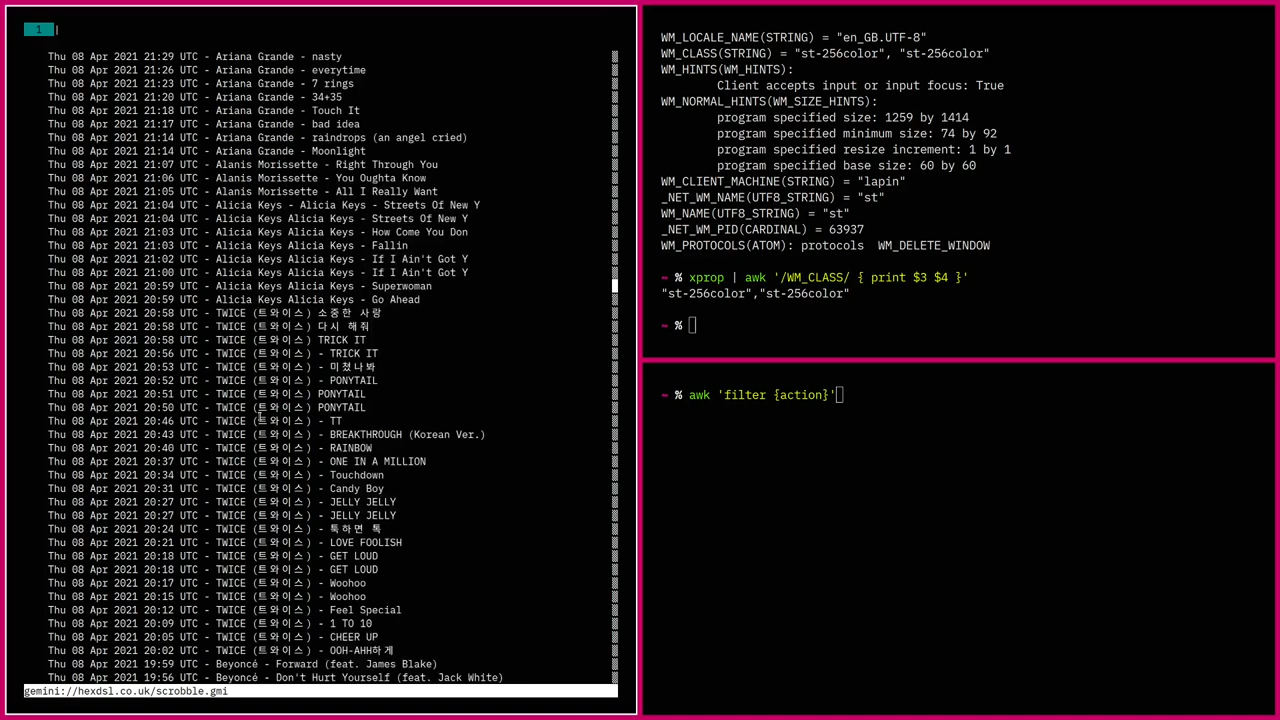 1
Thu 08 Apr 2021 21:29 UTC - Ariana Grande - nasty
Thu 08 Apr 2021 21:26 UTC - Ariana Grande - everytime
Thu 08 Apr 2021 21:23 UTC - Ariana Grande - 7 rings
Thu 08 Apr 2021 21:20 UTC - Ariana Grande - 34+35
Thu 08 Apr 2021 21:18 UTC - Ariana Grande - Touch It
Thu 08 Apr 2021 21:17 UTC - Ariana Grande - bad idea
Thu 08 Apr 2021 21:14 UTC - Ariana Grande - raindrops (an angel cried)
Thu 08 Apr 2021 21:14 UTC - Ariana Grande - Moonlight
Thu 08 Apr 2021 21:07 UTC - Alanis Morissette - Right Through You
Thu 08 Apr 2021 21:06 UTC - Alanis Morissette - You Oughta Know
Thu 08 Apr 2021 21:05 UTC - Alanis Morissette - All I Really Want
Thu 08 Apr 2021 21:04 UTC - Alicia Keys - Alicia Keys - Streets Of New Y
Thu 08 Apr 2021 21:04 UTC - Alicia Keys Alicia Keys - Streets Of New Y
Thu 08 Apr 2021 21:03 UTC - Alicia Keys Alicia Keys - How Come You Don
Thu 08 Apr 2021 21:03 UTC - Alicia Keys Alicia Keys - Fallin
Thu 08 Apr 2021 21:02 UTC - Alicia Keys Alicia Keys - If I Ain't Got Y
Thu 08 Apr 2021 21:00 UTC - Alicia Keys Alicia Keys - If I Ain't Got Y
Thu 08 Apr 2021 20:59 UTC - Alicia Keys Alicia Keys - Superwoman
Thu 08 Apr 2021 20:59 UTC - Alicia Keys Alicia Keys - Go Ahead
Thu 08 Apr 2021 20:58 UTC - TWICE (트와이스) 소중한 사랑
Thu 08 Apr 2021 20:58 UTC - TWICE (트와이스) 다시 해줘
Thu 08 Apr 2021 20:58 UTC - TWICE (트와이스) TRICK IT
Thu 08 Apr 2021 20:56 UTC - TWICE (트와이스) - TRICK IT
Thu 08 Apr 2021 20:53 UTC - TWICE (트와이스) - 미쳤나봐
Thu 08 Apr 2021 20:52 UTC - TWICE (트와이스) - PONYTAIL
Thu 08 Apr 2021 20:51 UTC - TWICE (트와이스) PONYTAIL
Thu 08 Apr 2021 20:50 UTC - TWICE (트와이스) PONYTAIL
Thu 08 Apr 2021 20:46 UTC - TWICE (트와이스) - TT
Thu 08 Apr 2021 20:43 UTC - TWICE (트와이스) - BREAKTHROUGH (Korean Ver.)
Thu 08 Apr 2021 20:40 UTC - TWICE (트와이스) - RAINBOW
Thu 08 Apr 2021 20:37 UTC - TWICE (트와이스) - ONE IN A MILLION
Thu 08 Apr 2021 20:34 UTC - TWICE (트와이스) - Touchdown
Thu 08 Apr 2021 20:31 UTC - TWICE (트와이스) - Candy Boy
Thu 08 Apr 2021 20:27 UTC - TWICE (트와이스) - JELLY JELLY
Thu 08 Apr 2021 20:27 UTC - TWICE (트와이스) - JELLY JELLY
Thu 08 Apr 2021 20:24 UTC - TWICE (트와이스) - 툭하면 톡
Thu 08 Apr 2021 20:21 UTC - TWICE (트와이스) - LOVE FOOLISH
Thu 08 Apr 2021 20:18 UTC - TWICE (트와이스) - GET LOUD
Thu 08 Apr 2021 20:18 UTC - TWICE (트와이스) - GET LOUD
Thu 08 Apr 2021 20:17 UTC - TWICE (트와이스) - Woohoo
Thu 08 Apr 2021 20:15 UTC - TWICE (트와이스) - Woohoo
Thu 08 Apr 2021 20:12 UTC - TWICE (트와이스) - Feel Special
Thu 08 Apr 2021 20:09 UTC - TWICE (트와이스) - 1 TO 10
Thu 08 Apr 2021 20:05 UTC - TWICE (트와이스) - CHEER UP
Thu 08 Apr 2021 20:02 UTC - TWICE (트와이스) - OOH-AHH하게
Thu 08 Apr 2021 19:59 UTC - Beyoncé - Forward (feat. James Blake)
Thu 08 Apr 2021 19:56 UTC - Beyoncé - Don't Hurt Yourself (feat. Jack White)
gemini://hexdsl.co.uk/scrobble.gmi
WM_LOCALE_NAME(STRING) = "en_GB.UTF-8"
WM_CLASS(STRING) = "st-256color", "st-256color"
WM_HINTS(WM_HINTS):
Client accepts input or input focus: True
WM_NORMAL_HINTS(WM_SIZE_HINTS):
program specified size: 1259 by 1414
program specified minimum size: 74 by 92
program specified resize increment: 1 by 1
program specified base size: 60 by 60
WM_CLIENT_MACHINE(STRING) = "lapin"
_NET_WM_NAME(UTF8_STRING) = "st"
WM_NAME(UTF8_STRING) = "st"
_NET_WM_PID(CARDINAL) = 63937
WM_PROTOCOLS(ATOM): protocols  WM_DELETE_WINDOW
~ % xprop | awk '/WM_CLASS/ { print $3 $4 }'
"st-256color","st-256color"
~ %
~ % awk 'filter {action}'